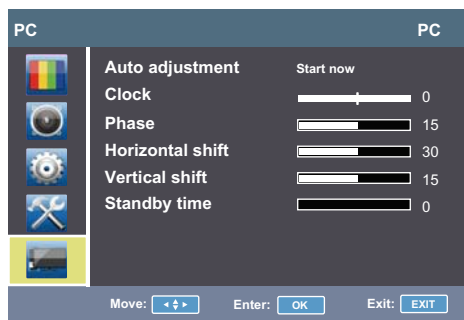 PC PC
Auto adjustment Start now
Clock 0
Phase 15
Horizontal shift 30
Vertical shift 15
Standby time 0
Move: Enter: OK Exit: EXIT